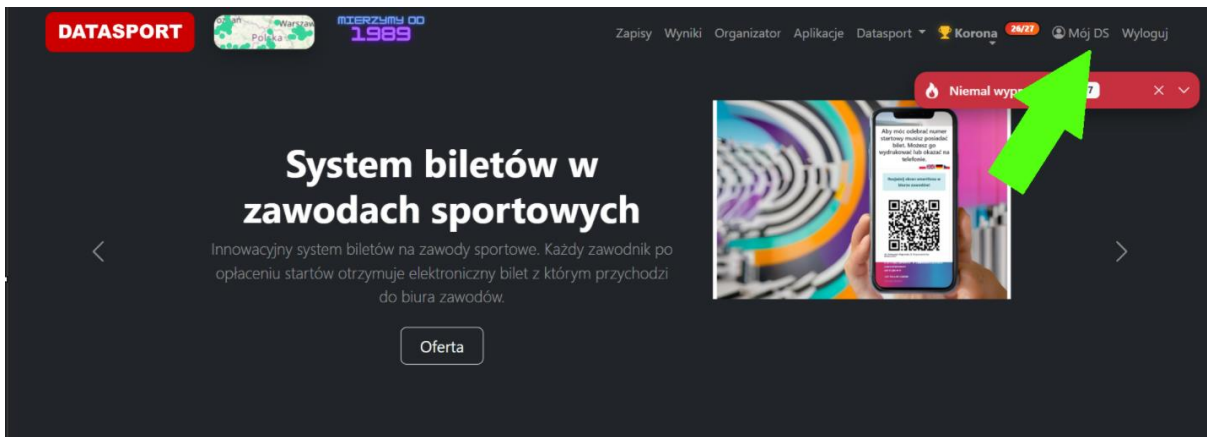 DATASPORT
Warszaw
Polska
MIERZYMY OD
1989
Zapisy Wyniki Organizator Aplikacje Datasport Korona 26/27 Mój DS Wyloguj
Niemal
7
System biletów w
zawodach sportowych
Innowacyjny system biletów na zawody sportowe. Każdy zawodnik po
opłaceniu startów otrzymuje elektroniczny bilet z którym przychodzi
do biura zawodów.
Oferta
Aby móc odebrać numer
startowy musisz posiadać
bilet. Możesz go
wydrukować lub okazać na
telefonie.